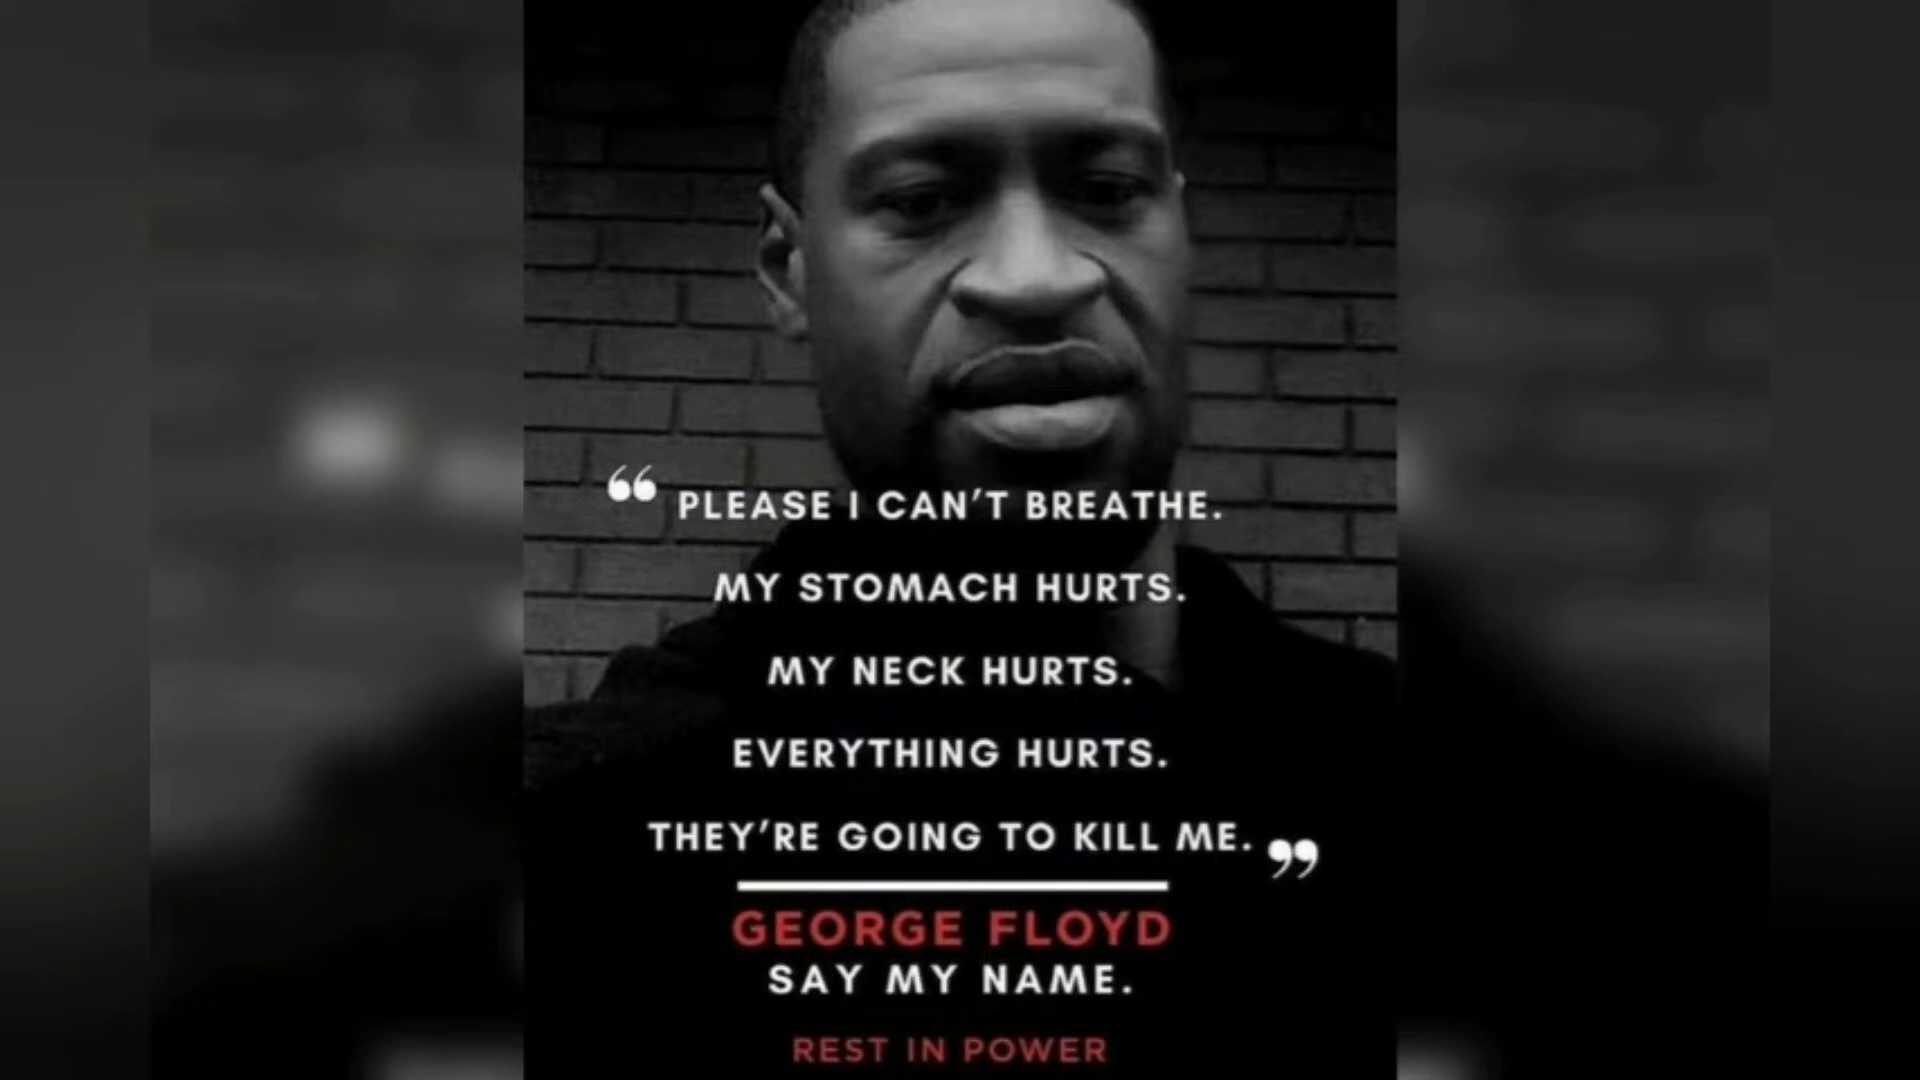 “ PLEASE I CAN’T BREATHE.
MY STOMACH HURTS.
MY NECK HURTS.
EVERYTHING HURTS.
THEY’RE GOING TO KILL ME. ”
GEORGE FLOYD
SAY MY NAME.
REST IN POWER